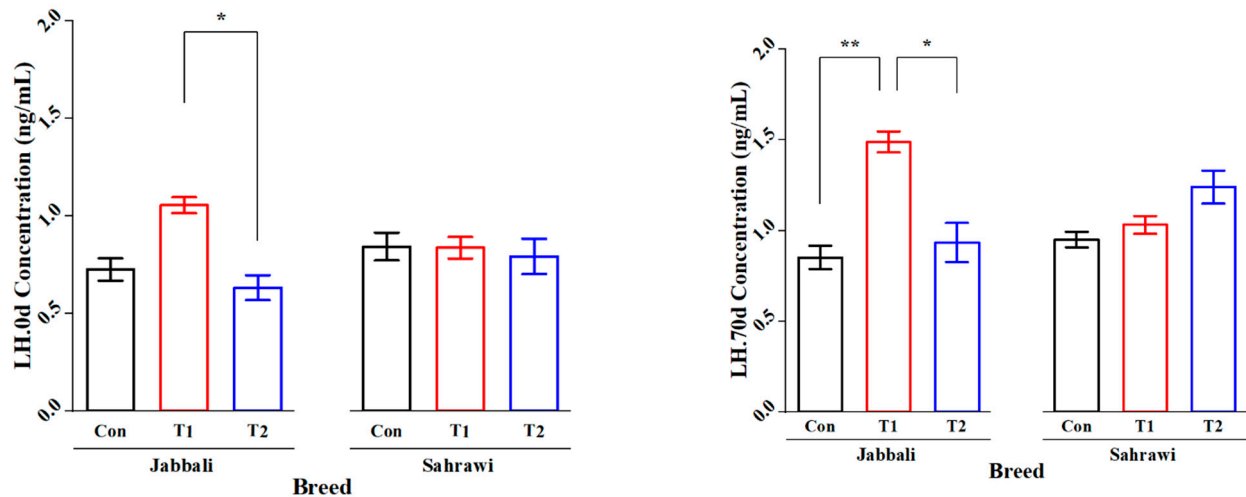 LH.0d Concentration (ng/mL)
2.0
1.5
1.0
0.5
0.0
*
Con T1 T2 Con T1 T2
Jabbali Sahrawi
Breed
LH.70d Concentration (ng/mL)
2.0
1.5
1.0
0.5
0.0
** *
Con T1 T2 Con T1 T2
Jabbali Sahrawi
Breed